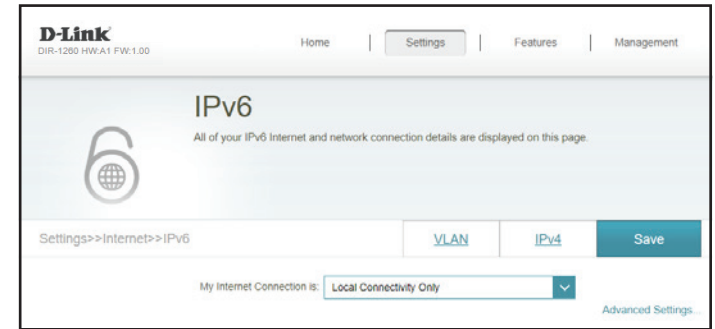 D-Link
DIR-1260 HW:A1 FW:1.00
Home | Settings | Features | Management
IPv6
All of your IPv6 Internet and network connection details are displayed on this page.
Settings>>Internet>>IPv6 VLAN IPv4 Save
My Internet Connection is: Local Connectivity Only
Advanced Settings...